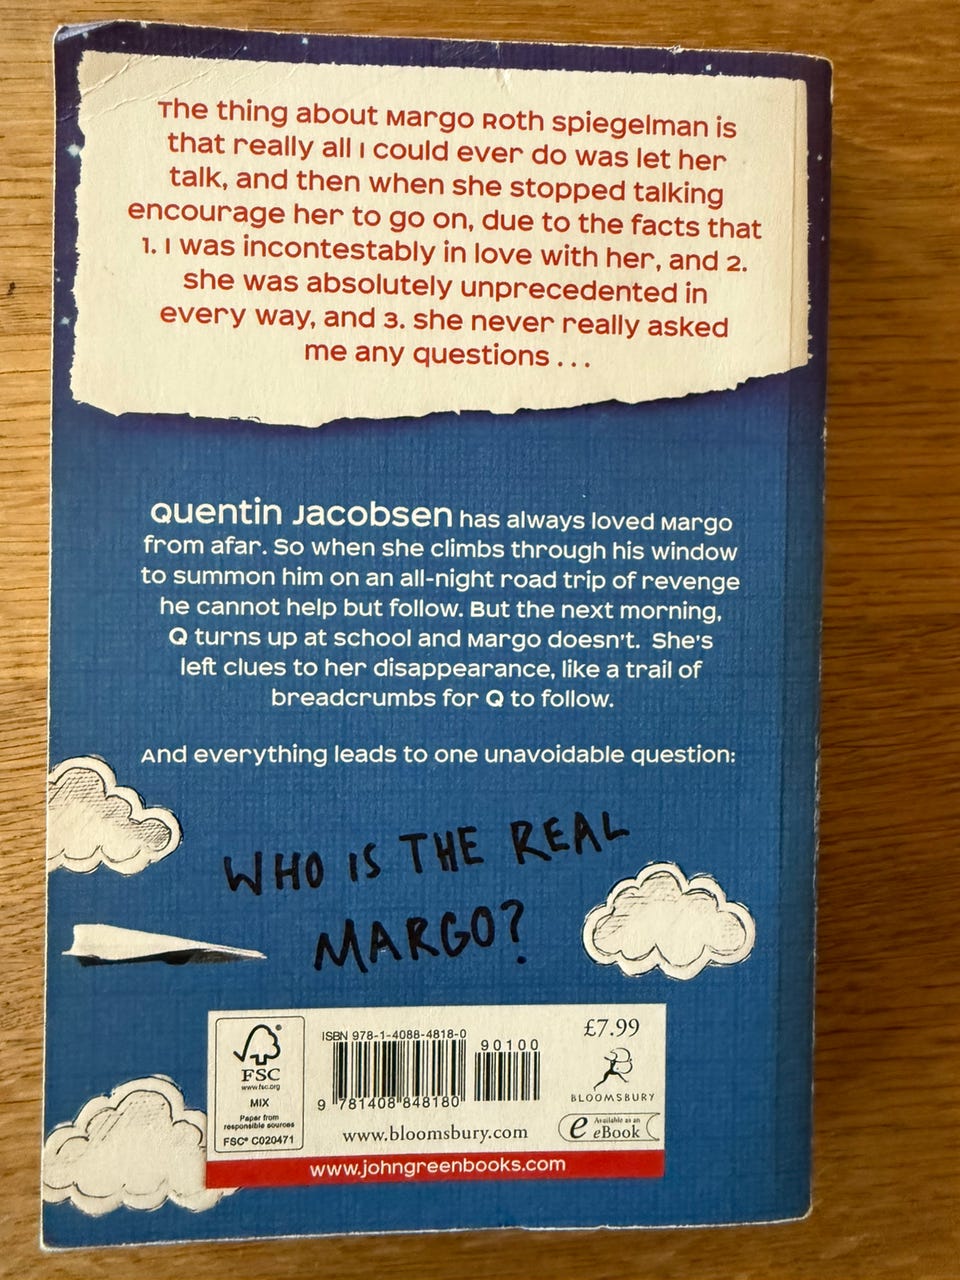 The thing about Margo Roth Spiegelman is
that really all I could ever do was let her
talk, and then when she stopped talking
encourage her to go on, due to the facts that
1. I was incontestably in love with her, and 2.
she was absolutely unprecedented in
every way, and 3. she never really asked
me any questions . . .
Quentin Jacobsen has always loved Margo
from afar. So when she climbs through his window
to summon him on an all-night road trip of revenge
he cannot help but follow. But the next morning,
Q turns up at school and Margo doesn't. She's
left clues to her disappearance, like a trail of
breadcrumbs for Q to follow.
And everything leads to one unavoidable question:
WHO IS THE REAL
MARGO?
FSC®
www.fsc.org
MIX
Paper from
responsible sources
FSC® C020471
ISBN 978-1-4088-4818-0
90100
9 781408 848180
www.bloomsbury.com
£7.99
BLOOMSBURY
e Available as an
eBook
www.johngreenbooks.com